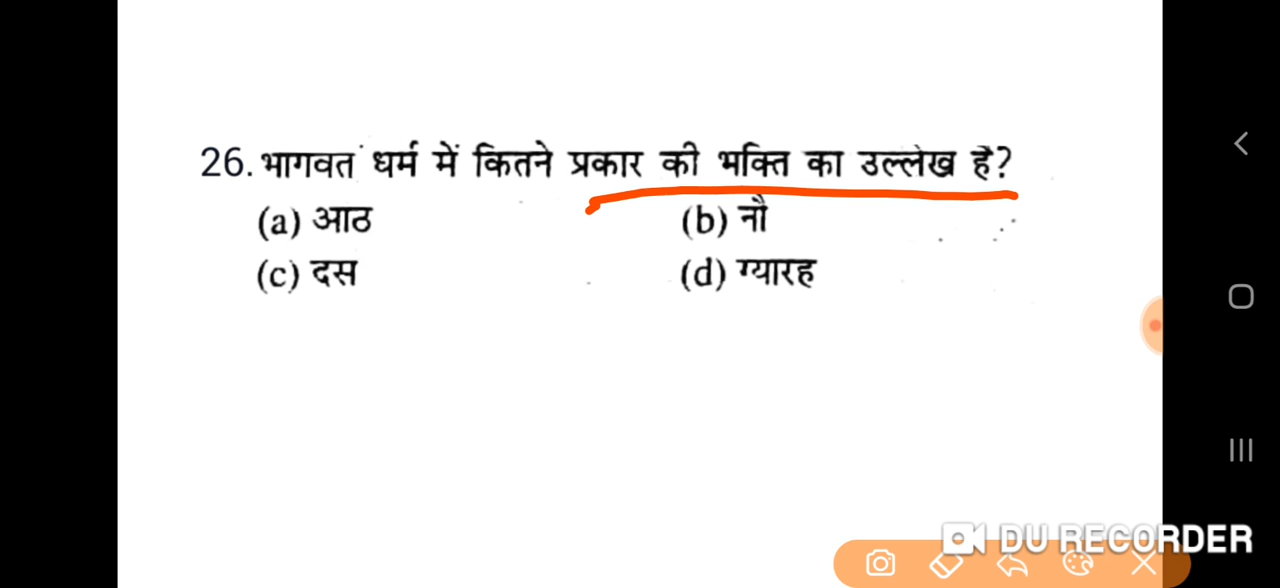 26. भागवत धर्म में कितने प्रकार की भक्ति का उल्लेख है?
(a) आठ (b) नौ
(c) दस (d) ग्यारह
DU RECORDER